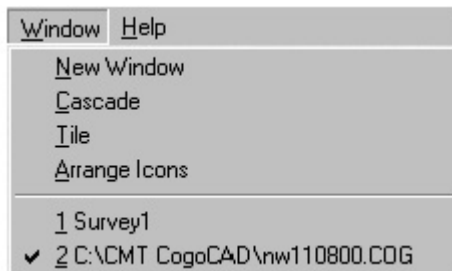 Window Help
New Window
Cascade
Tile
Arrange Icons
1 Survey1
✔ 2 C:\CMT CogoCAD\nw110800.COG